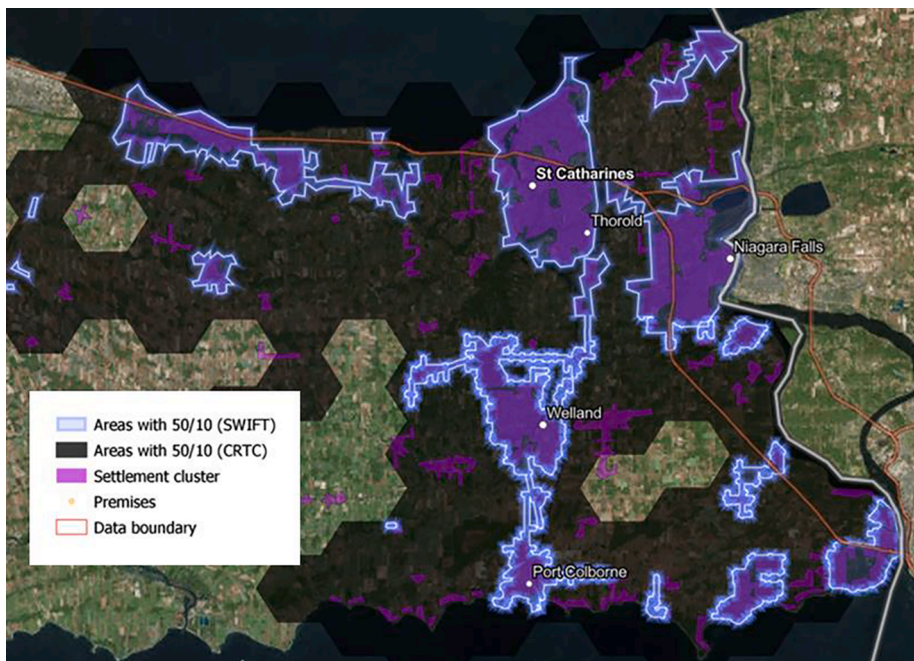 St Catharines
Thorold
Niagara Falls
Welland
Port Colborne
Areas with 50/10 (SWIFT)
Areas with 50/10 (CRTC)
Settlement cluster
Premises
Data boundary